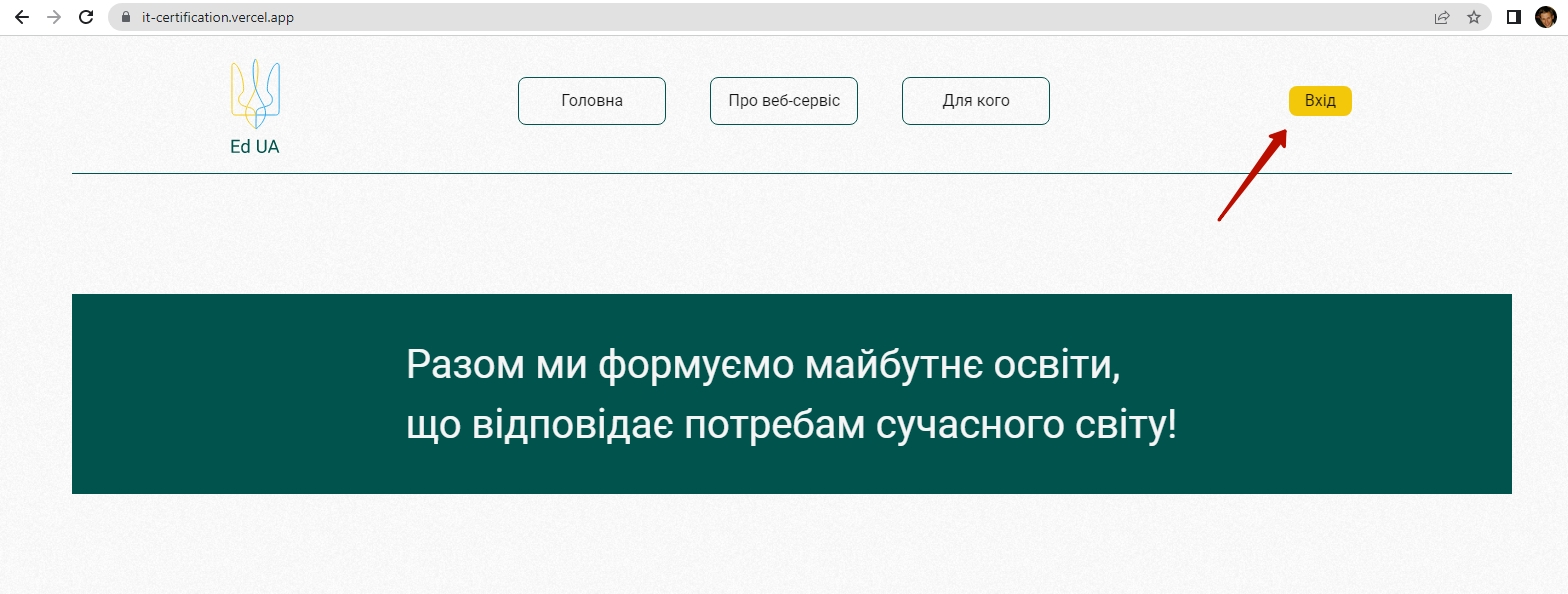 it-certification.vercel.app
Ed UA
Головна
Про веб-сервіс
Для кого
Вхід
Разом ми формуємо майбутнє освіти,
що відповідає потребам сучасного світу!